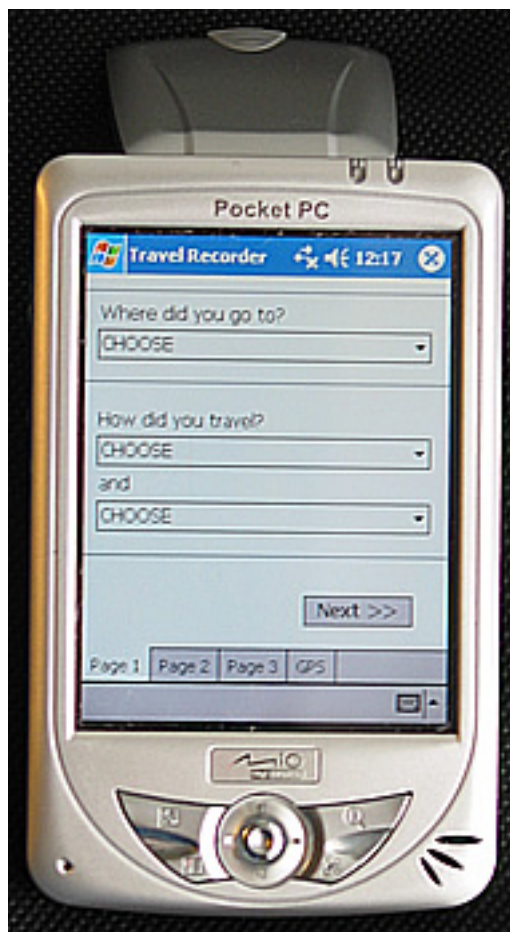 Pocket PC
Travel Recorder 12:17
Where did you go to?
CHOOSE
How did you travel?
CHOOSE
and
CHOOSE
Next >>
Page 1 Page 2 Page 3 GPS
Mio